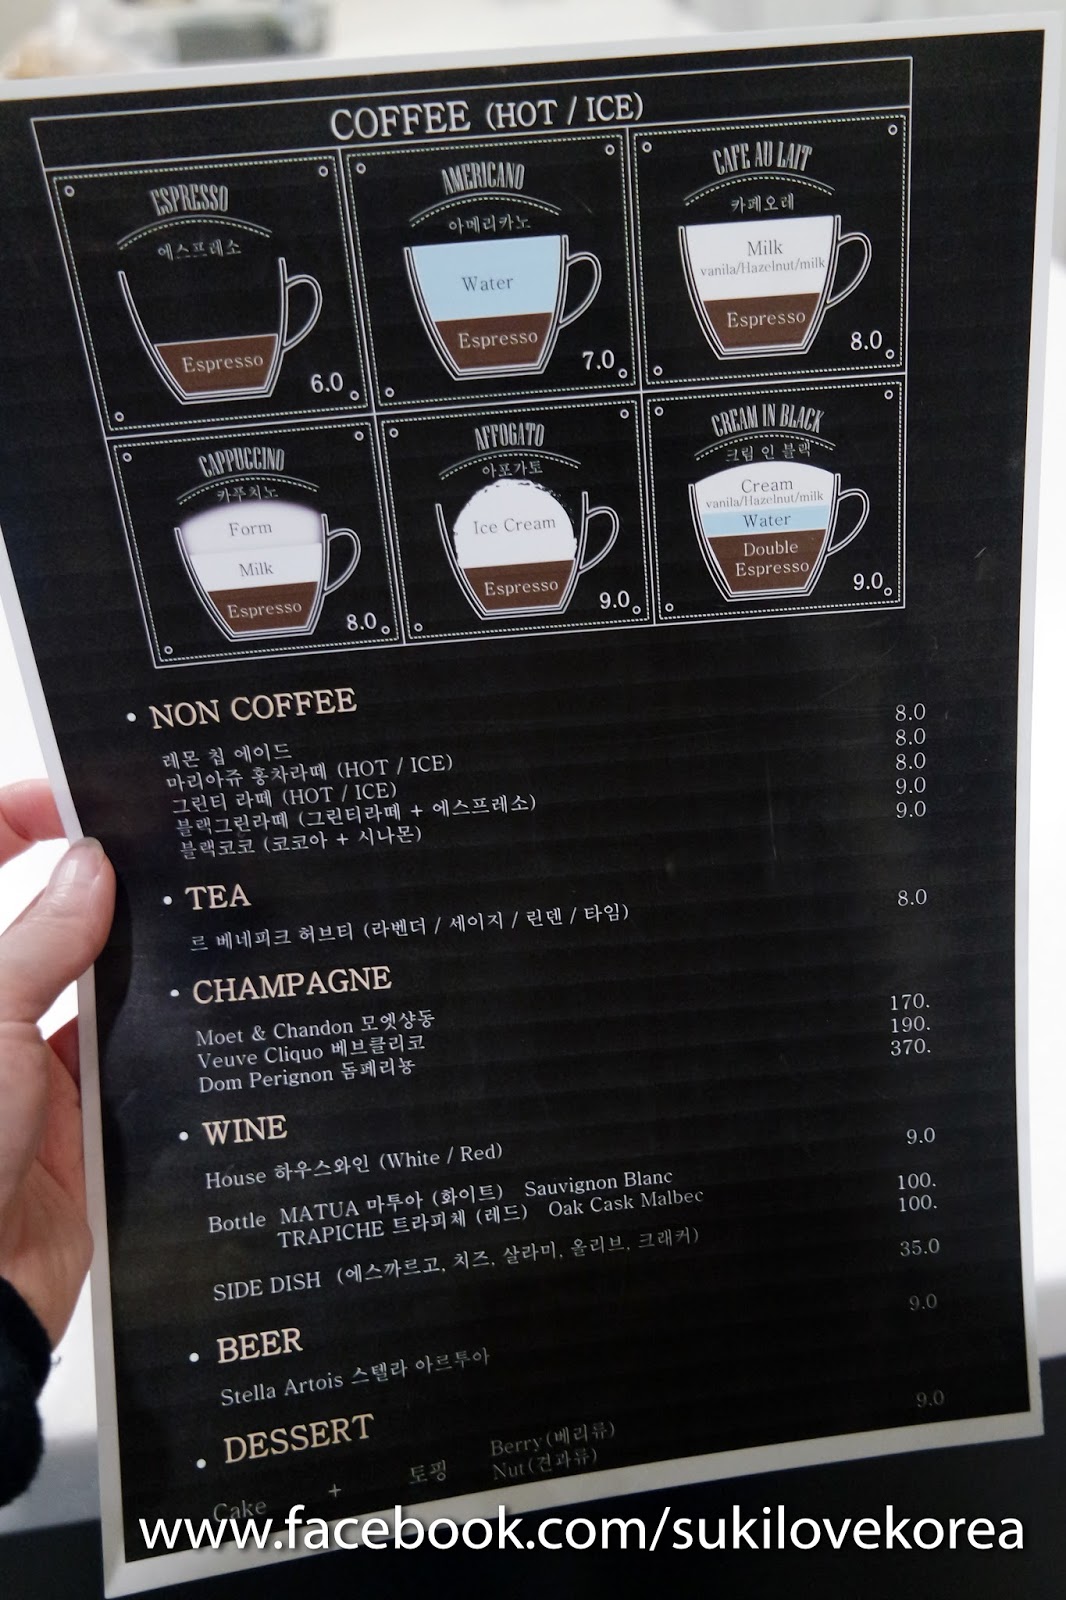 COFFEE (HOT / ICE)
ESPRESSO
에스프레소
Espresso
6.0
AMERICANO
아메리카노
Water
Espresso
7.0
CAFE AU LAIT
카페오레
Milk
vanila/Hazelnut/milk
Espresso
8.0
CAPPUCCINO
카푸치노
Form
Milk
Espresso
8.0
AFFOGATO
아포가토
Ice Cream
Espresso
9.0
CREAM IN BLACK
크림 인 블랙
Cream
vanila/Hazelnut/milk
Water
Double
Espresso
9.0
• NON COFFEE
레몬 칩 에이드 8.0
마리아쥬 홍차라떼 (HOT / ICE) 8.0
그린티 라떼 (HOT / ICE) 8.0
블랙그린라떼 (그린티라떼 + 에스프레소) 9.0
블랙코코 (코코아 + 시나몬) 9.0
• TEA
르 베네피크 허브티 (라벤더 / 세이지 / 린덴 / 타임) 8.0
• CHAMPAGNE
Moet & Chandon 모엣샹동 170.
Veuve Cliquo 베브클리코 190.
Dom Perignon 돔페리뇽 370.
• WINE
House 하우스와인 (White / Red) 9.0
Bottle MATUA 마투아 (화이트) Sauvignon Blanc 100.
TRAPICHE 트라피체 (레드) Oak Cask Malbec 100.
SIDE DISH (에스까르고, 치즈, 살라미, 올리브, 크래커) 35.0
• BEER
Stella Artois 스텔라 아르투아 9.0
• DESSERT
Cake + 토핑 Berry(베리류) 9.0
Nut(견과류)
www.facebook.com/sukilovekorea